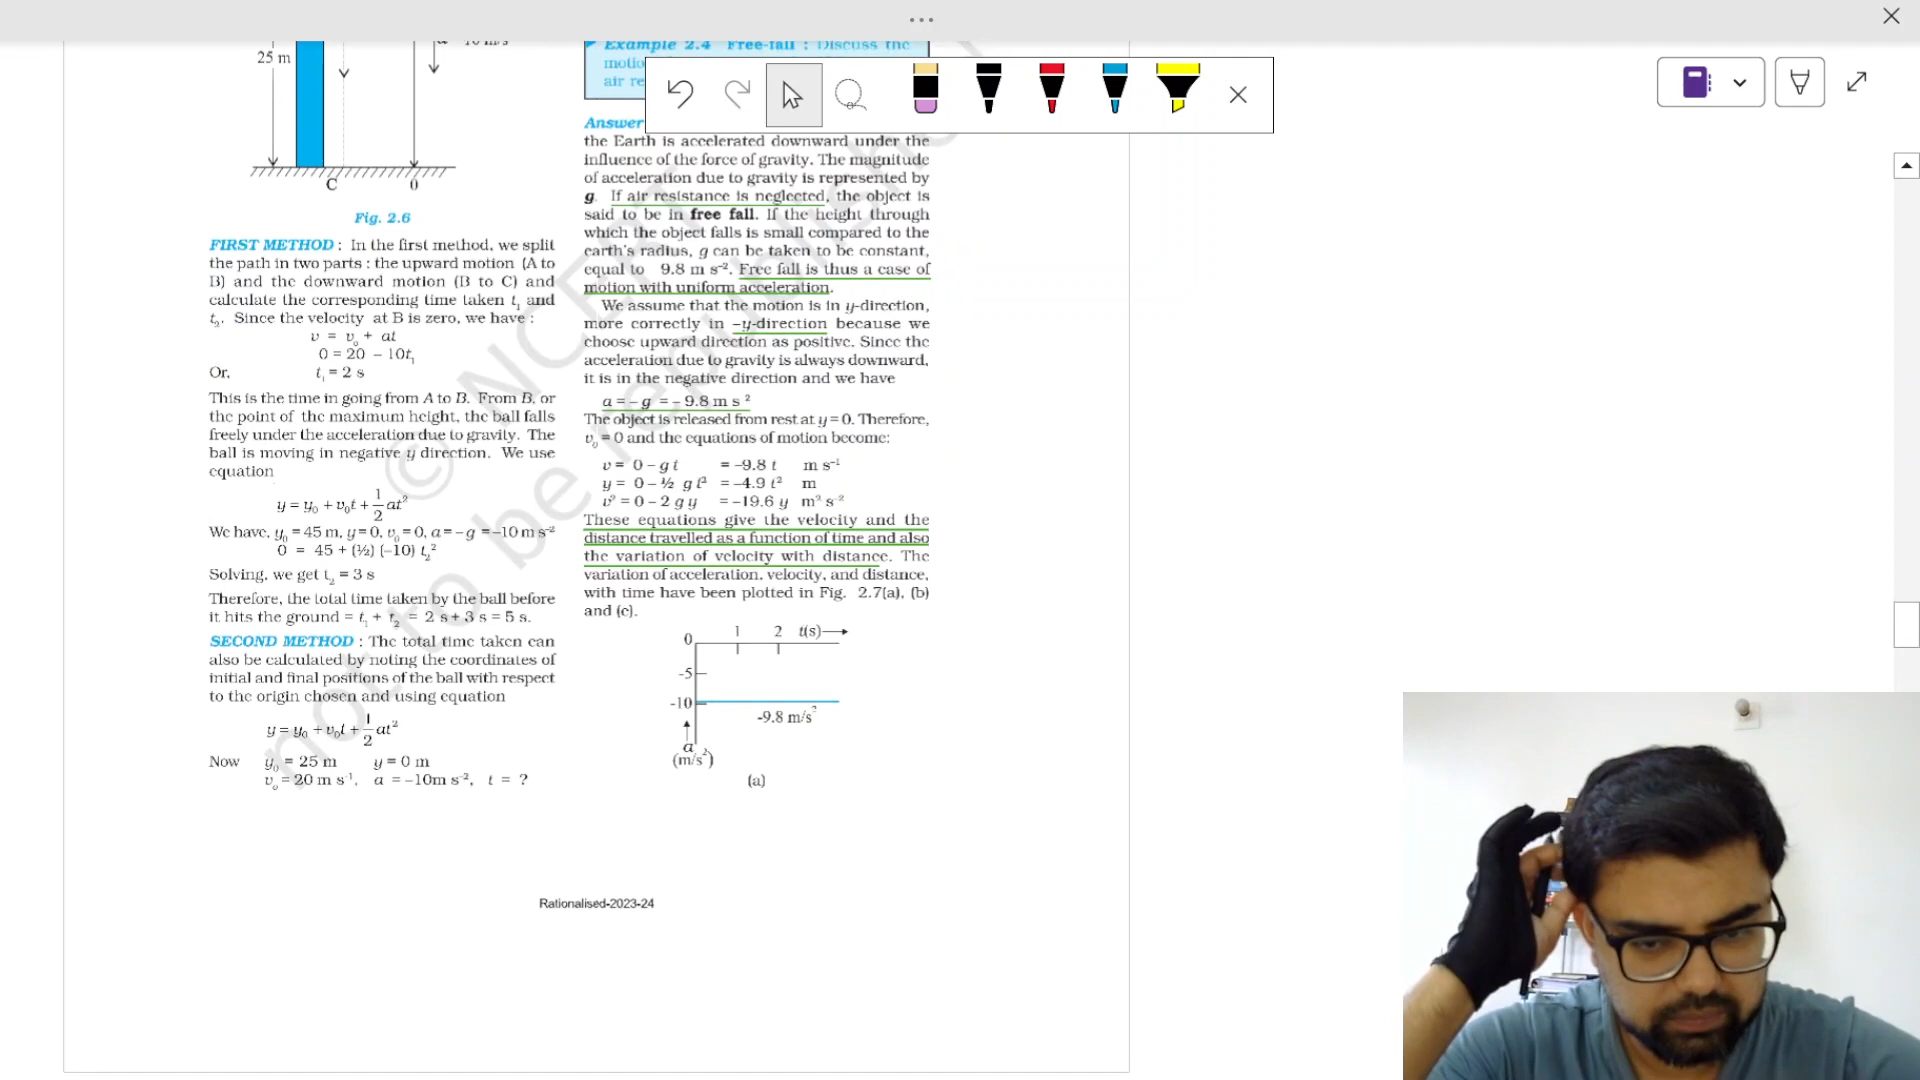 25 m
C
0
Fig. 2.6
FIRST METHOD : In the first method, we split
the path in two parts : the upward motion (A to
B) and the downward motion (B to C) and
calculate the corresponding time taken t₁ and
t₂. Since the velocity at B is zero, we have :
v = v₀ + at
0 = 20 – 10t₁
Or, t₁ = 2 s
This is the time in going from A to B. From B, or
the point of the maximum height, the ball falls
freely under the acceleration due to gravity. The
ball is moving in negative y direction. We use
equation
y = y₀ + v₀t + 1/2 at²
We have, y₀ = 45 m, y = 0, v₀ = 0, a = – g = –10 m s⁻²
0 = 45 + (½) (–10) t₂²
Solving, we get t₂ = 3 s
Therefore, the total time taken by the ball before
it hits the ground = t₁ + t₂ = 2 s + 3 s = 5 s.
SECOND METHOD : The total time taken can
also be calculated by noting the coordinates of
initial and final positions of the ball with respect
to the origin chosen and using equation
y = y₀ + v₀t + 1/2 at²
Now y₀ = 25 m y = 0 m
v₀ = 20 m s⁻¹, a = –10m s⁻², t = ?
Example 2.4 Free-fall : Discuss the
motio
air re
Answer
the Earth is accelerated downward under the
influence of the force of gravity. The magnitude
of acceleration due to gravity is represented by
g. If air resistance is neglected, the object is
said to be in free fall. If the height through
which the object falls is small compared to the
earth's radius, g can be taken to be constant,
equal to 9.8 m s⁻². Free fall is thus a case of
motion with uniform acceleration.
We assume that the motion is in y-direction,
more correctly in –y-direction because we
choose upward direction as positive. Since the
acceleration due to gravity is always downward,
it is in the negative direction and we have
a = – g = – 9.8 m s⁻²
The object is released from rest at y = 0. Therefore,
v₀ = 0 and the equations of motion become:
v = 0 – g t = –9.8 t m s⁻¹
y = 0 – ½ g t² = –4.9 t² m
v² = 0 – 2 g y = –19.6 y m² s⁻²
These equations give the velocity and the
distance travelled as a function of time and also
the variation of velocity with distance. The
variation of acceleration, velocity, and distance,
with time have been plotted in Fig. 2.7(a), (b)
and (c).
0 1 2 t(s)
-5
-10
-9.8 m/s²
a
(m/s²)
(a)
© NCERT
not to be republished
Rationalised-2023-24